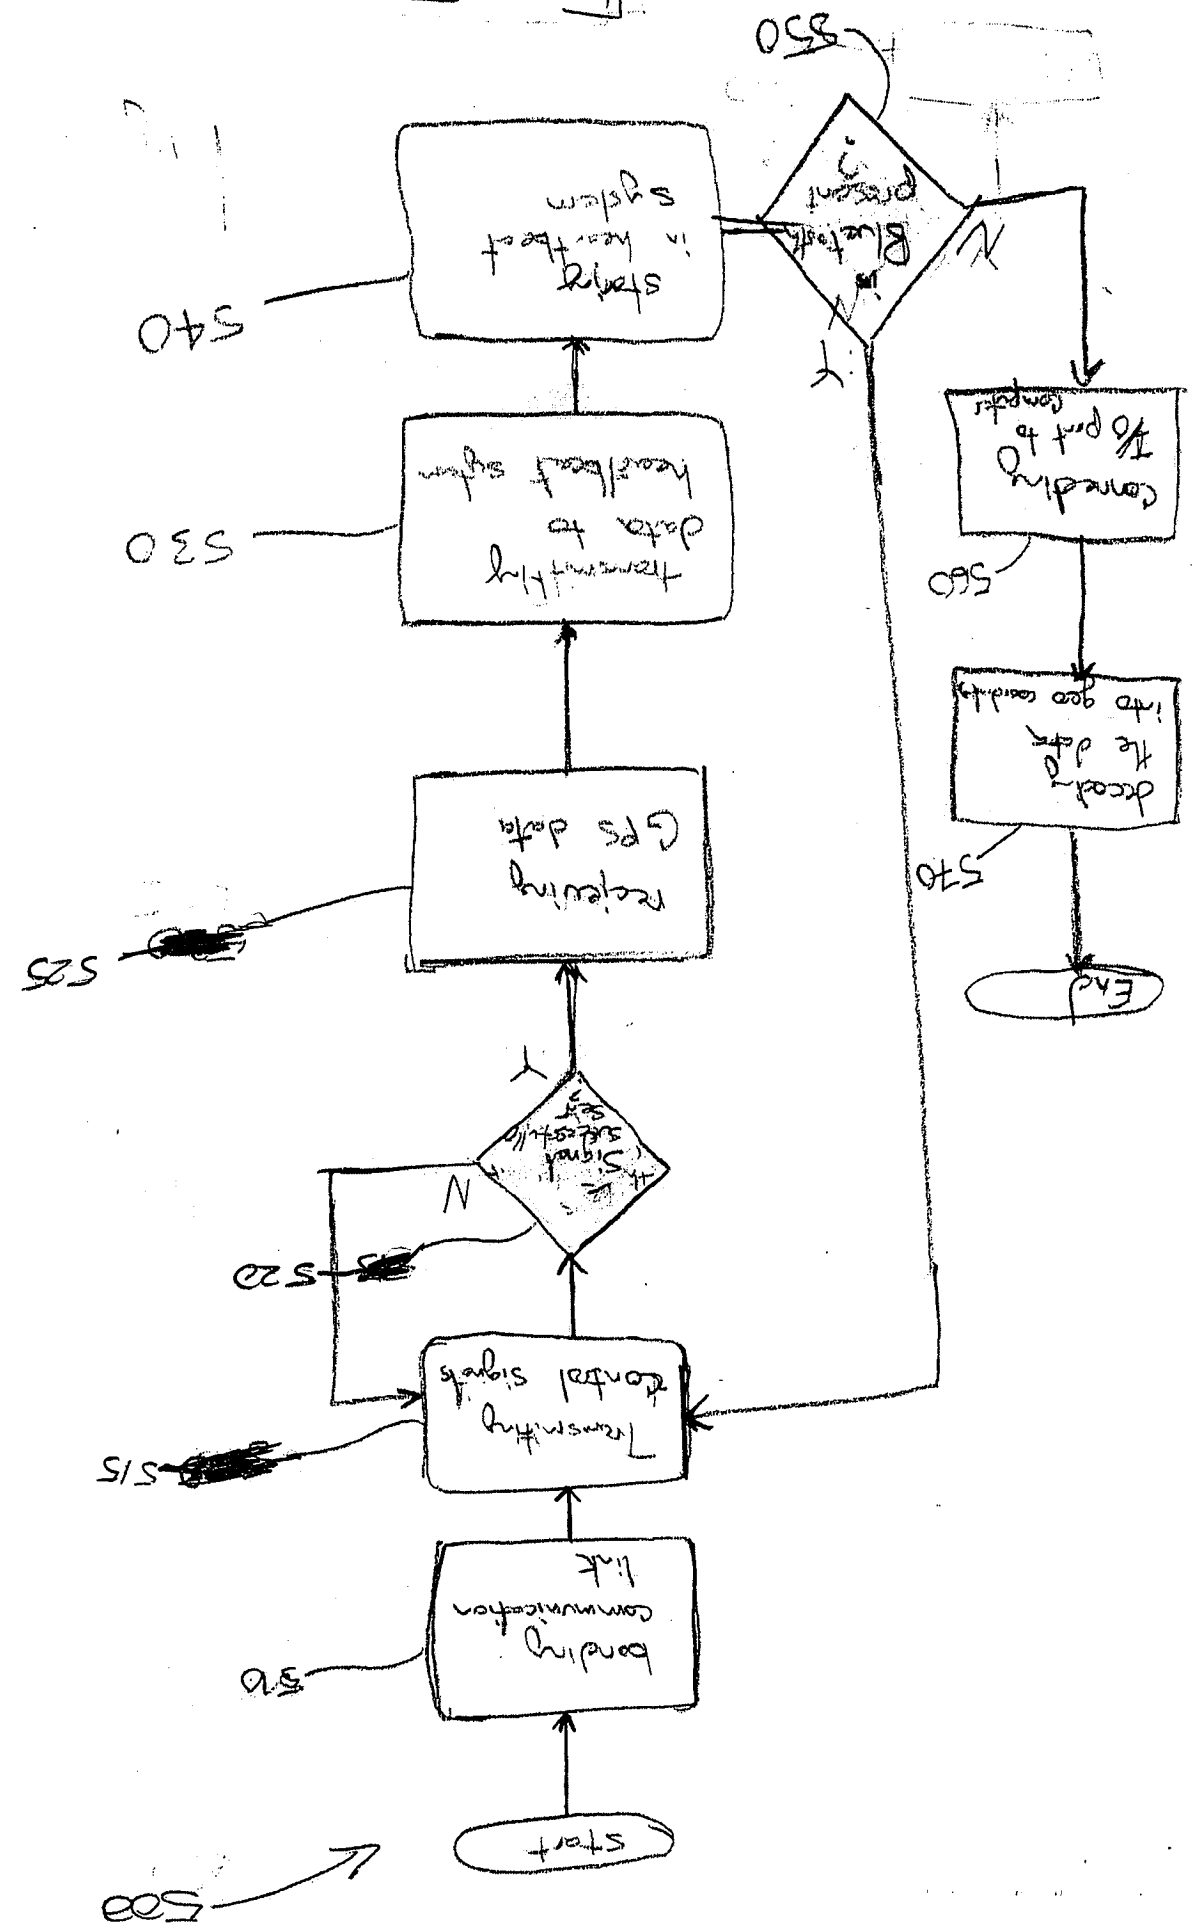 500
Start
510
bonding
communication
link
515
Transmitting
Control signals
520
Signal
successfully
sent
?
N
Y
525
receiving
GPS data
530
transmitting
data to
heartbeat system
540
storing
in heartbeat
system
550
Bluetooth
present
?
Y
N
560
Connecting
I/O port to
computer
570
decoding
the data
into geo coordinates
End